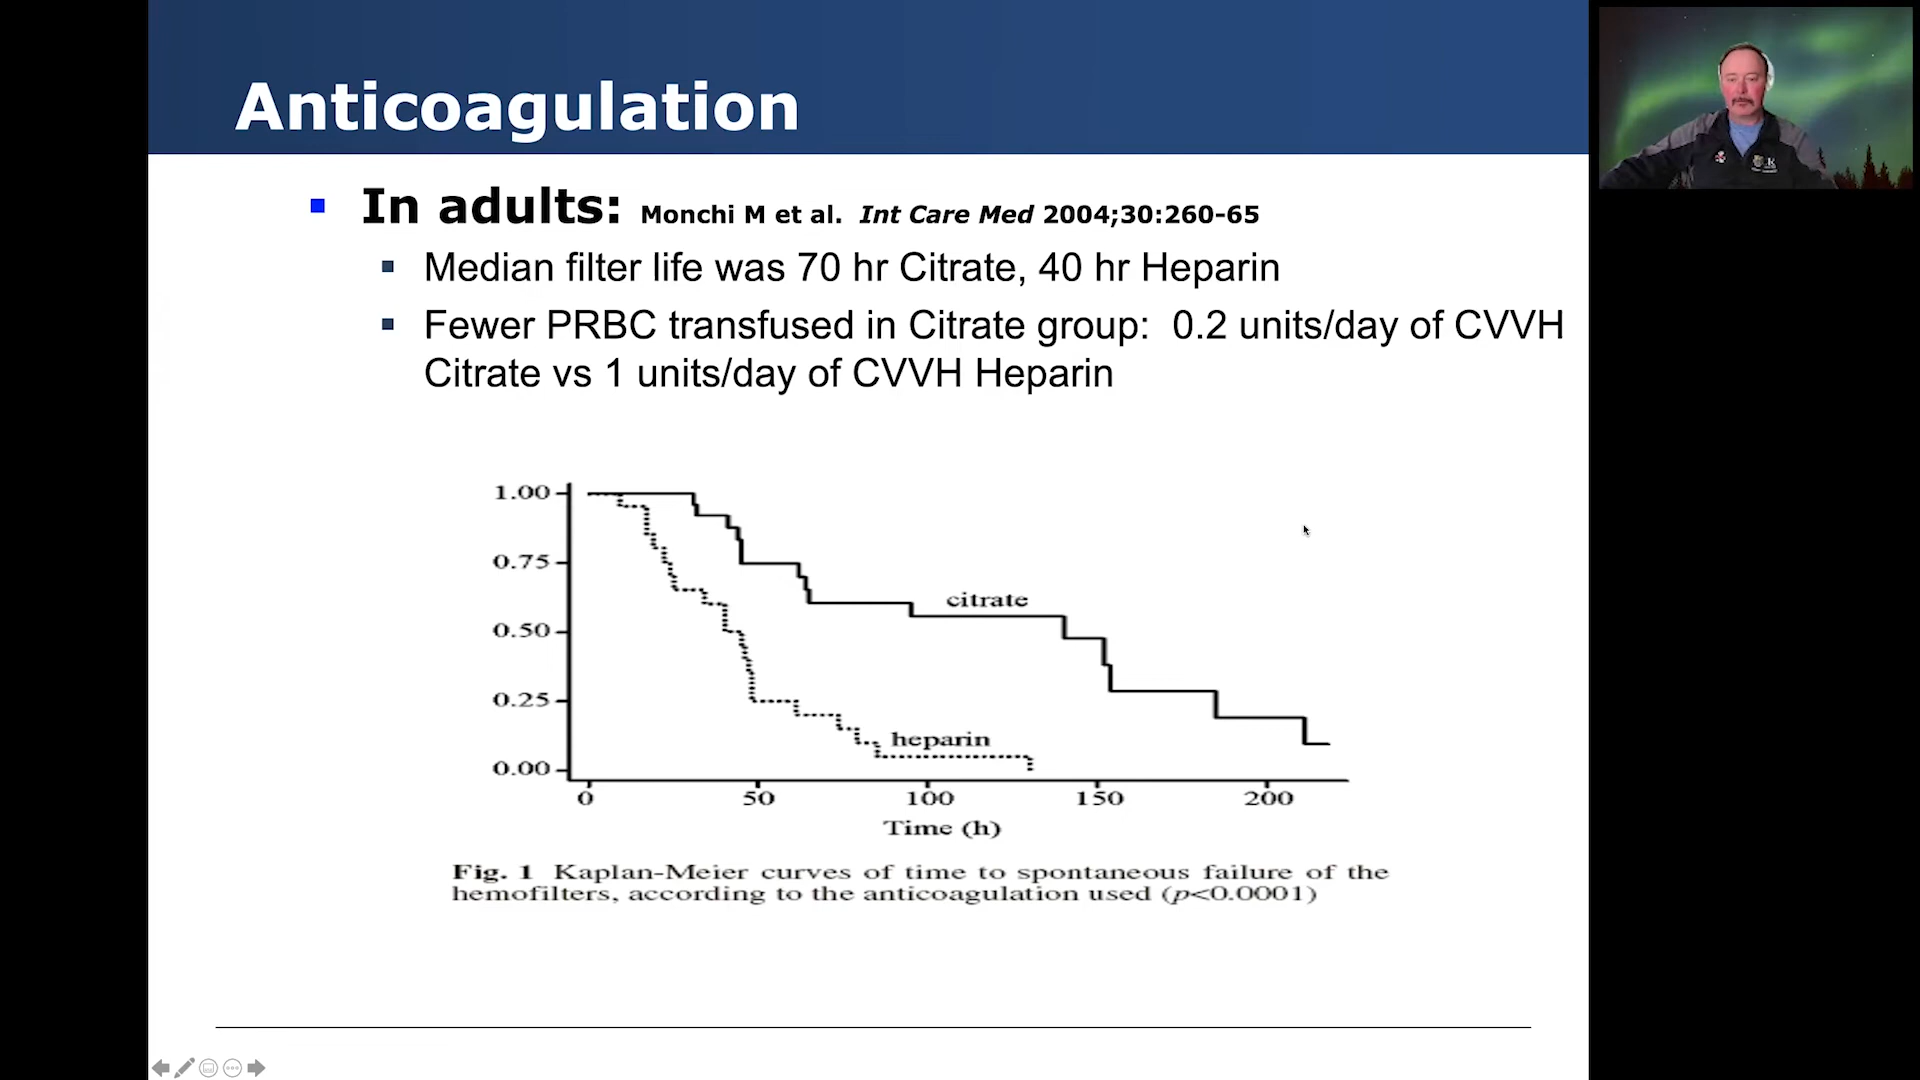 Anticoagulation
In adults: Monchi M et al. Int Care Med 2004;30:260-65
Median filter life was 70 hr Citrate, 40 hr Heparin
Fewer PRBC transfused in Citrate group: 0.2 units/day of CVVH
Citrate vs 1 units/day of CVVH Heparin
1.00
0.75
0.50
0.25
0.00
citrate
heparin
0 50 100 150 200
Time (h)
Fig. 1 Kaplan-Meier curves of time to spontaneous failure of the
hemofilters, according to the anticoagulation used (p<0.0001)